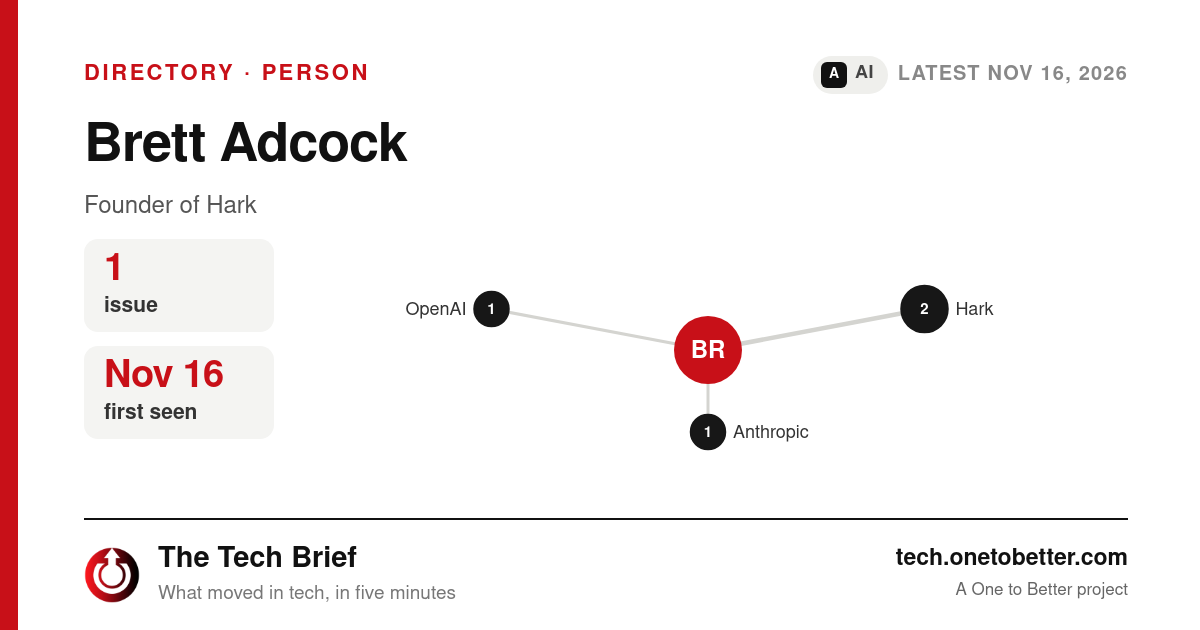 DIRECTORY · PERSON
A AI LATEST NOV 16, 2026
Brett Adcock
Founder of Hark
1
issue
Nov 16
first seen
OpenAI 1
BR
2 Hark
1 Anthropic
The Tech Brief
What moved in tech, in five minutes
tech.onetobetter.com
A One to Better project